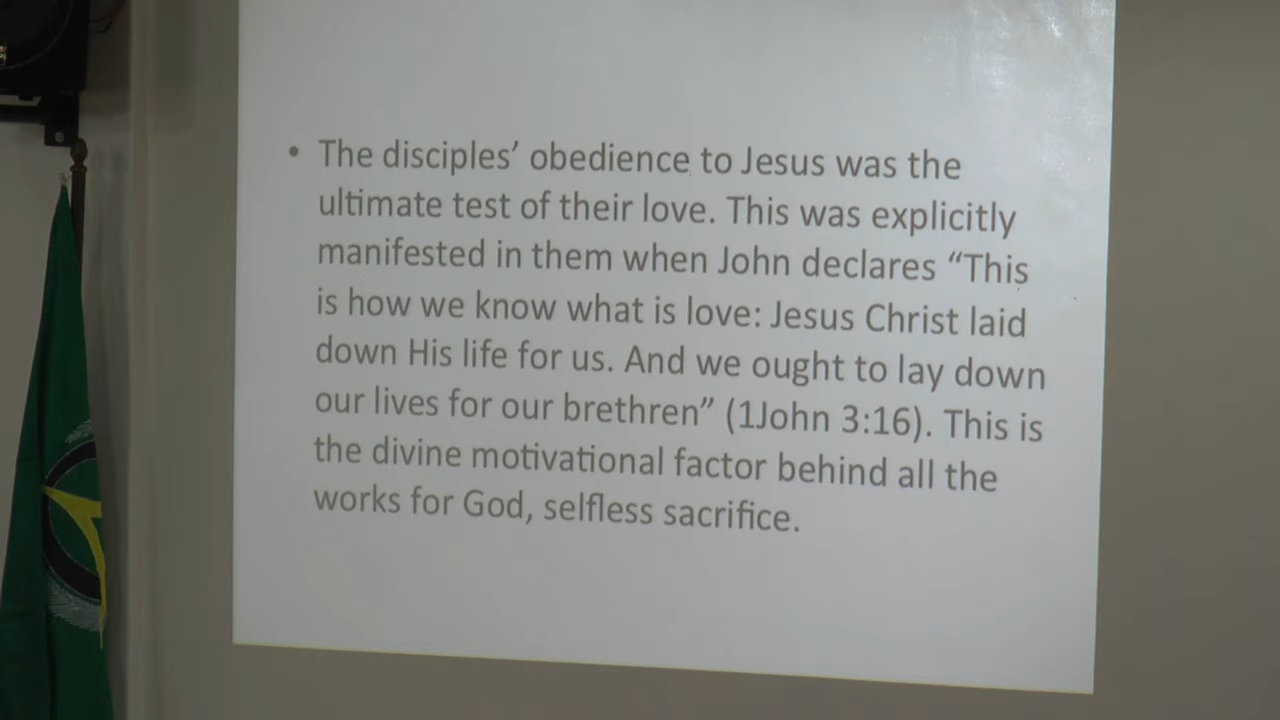 • The disciples’ obedience to Jesus was the
ultimate test of their love. This was explicitly
manifested in them when John declares “This
is how we know what is love: Jesus Christ laid
down His life for us. And we ought to lay down
our lives for our brethren” (1John 3:16). This is
the divine motivational factor behind all the
works for God, selfless sacrifice.